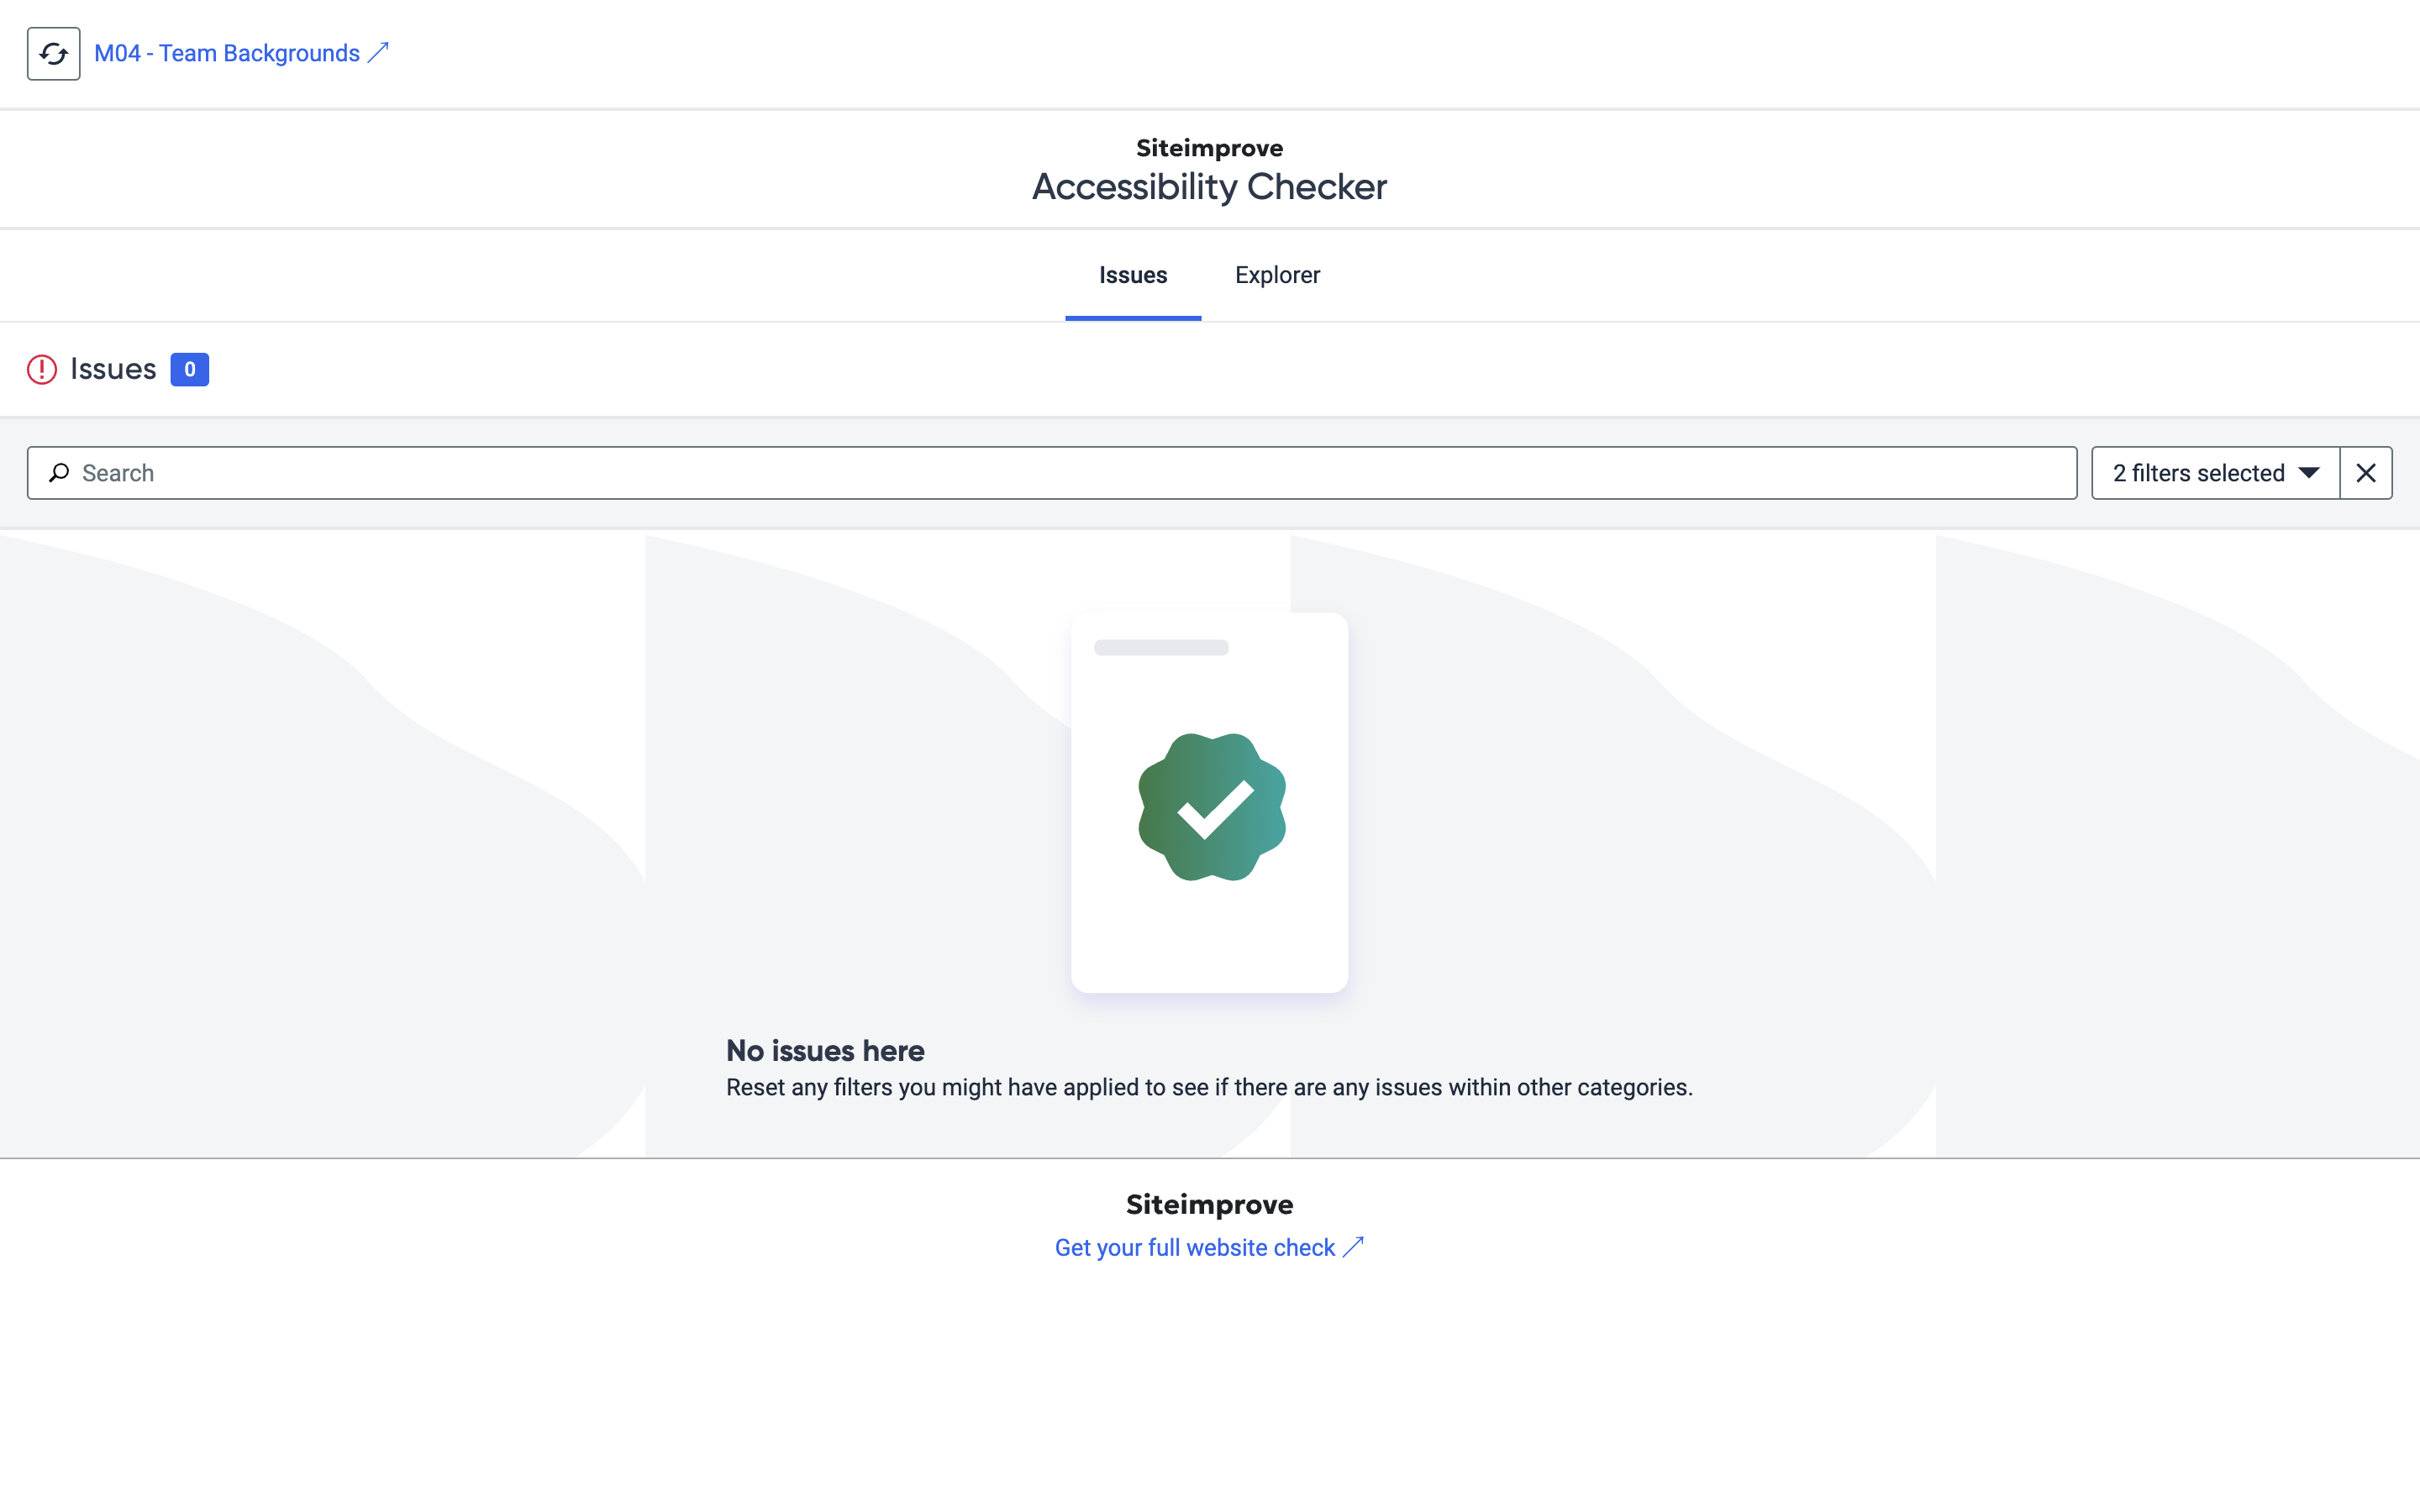 M04 - Team Backgrounds
Siteimprove
Accessibility Checker
Issues Explorer
Issues 0
Search 2 filters selected
No issues here
Reset any filters you might have applied to see if there are any issues within other categories.
Siteimprove
Get your full website check